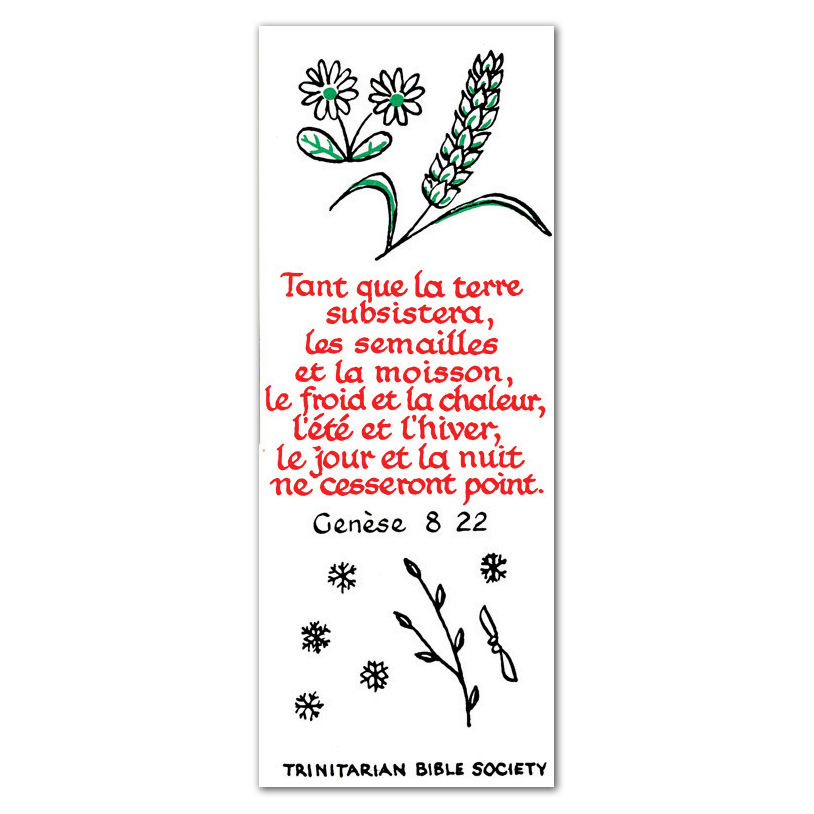 Tant que la terre
subsistera,
les semailles
et la moisson,
le froid et la chaleur,
l'été et l'hiver,
le jour et la nuit
ne cesseront point.
Genèse 8 22
TRINITARIAN BIBLE SOCIETY